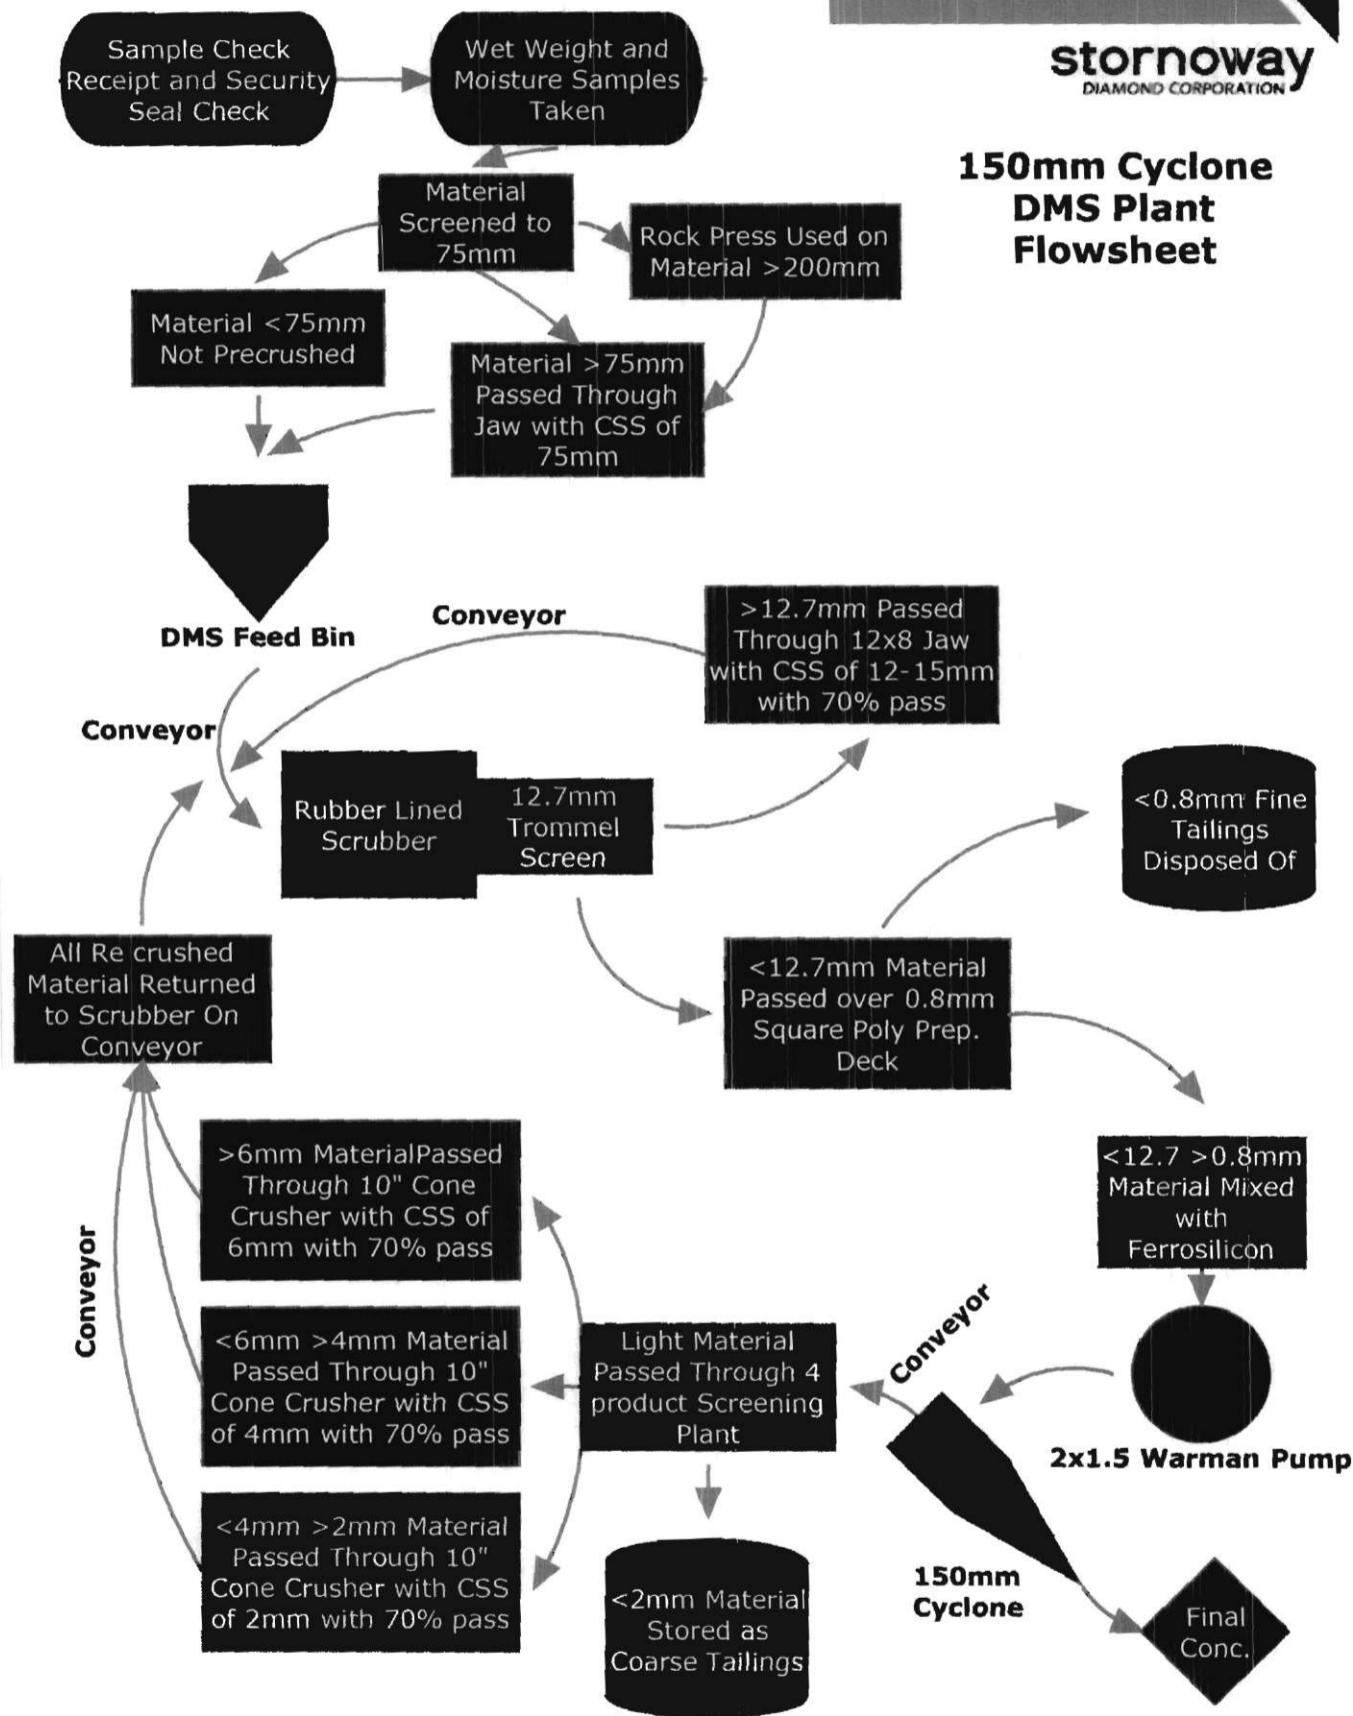 stornoway
DIAMOND CORPORATION
150mm Cyclone
DMS Plant
Flowsheet
Sample Check
Receipt and Security
Seal Check
Wet Weight and
Moisture Samples
Taken
Material
Screened to
75mm
Rock Press Used on
Material >200mm
Material <75mm
Not Precrushed
Material >75mm
Passed Through
Jaw with CSS of
75mm
DMS Feed Bin
Conveyor
>12.7mm Passed
Through 12x8 Jaw
with CSS of 12-15mm
with 70% pass
Conveyor
Rubber Lined
Scrubber
12.7mm
Trommel
Screen
<0.8mm Fine
Tailings
Disposed Of
All Re crushed
Material Returned
to Scrubber On
Conveyor
<12.7mm Material
Passed over 0.8mm
Square Poly Prep.
Deck
<12.7 >0.8mm
Material Mixed
with
Ferrosilicon
2x1.5 Warman Pump
Conveyor
>6mm MaterialPassed
Through 10" Cone
Crusher with CSS of
6mm with 70% pass
<6mm >4mm Material
Passed Through 10"
Cone Crusher with CSS
of 4mm with 70% pass
<4mm >2mm Material
Passed Through 10"
Cone Crusher with CSS
of 2mm with 70% pass
Conveyor
Light Material
Passed Through 4
product Screening
Plant
<2mm Material
Stored as
Coarse Tailings
150mm
Cyclone
Final
Conc.